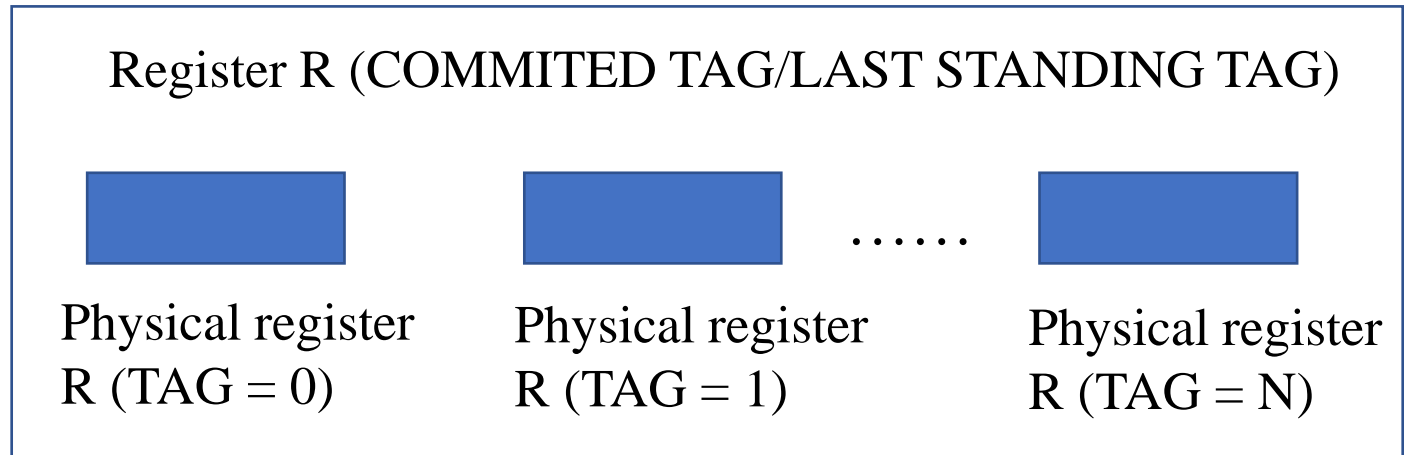 Register R (COMMITED TAG/LAST STANDING TAG)
......
Physical register
R (TAG = 0)
Physical register
R (TAG = 1)
Physical register
R (TAG = N)